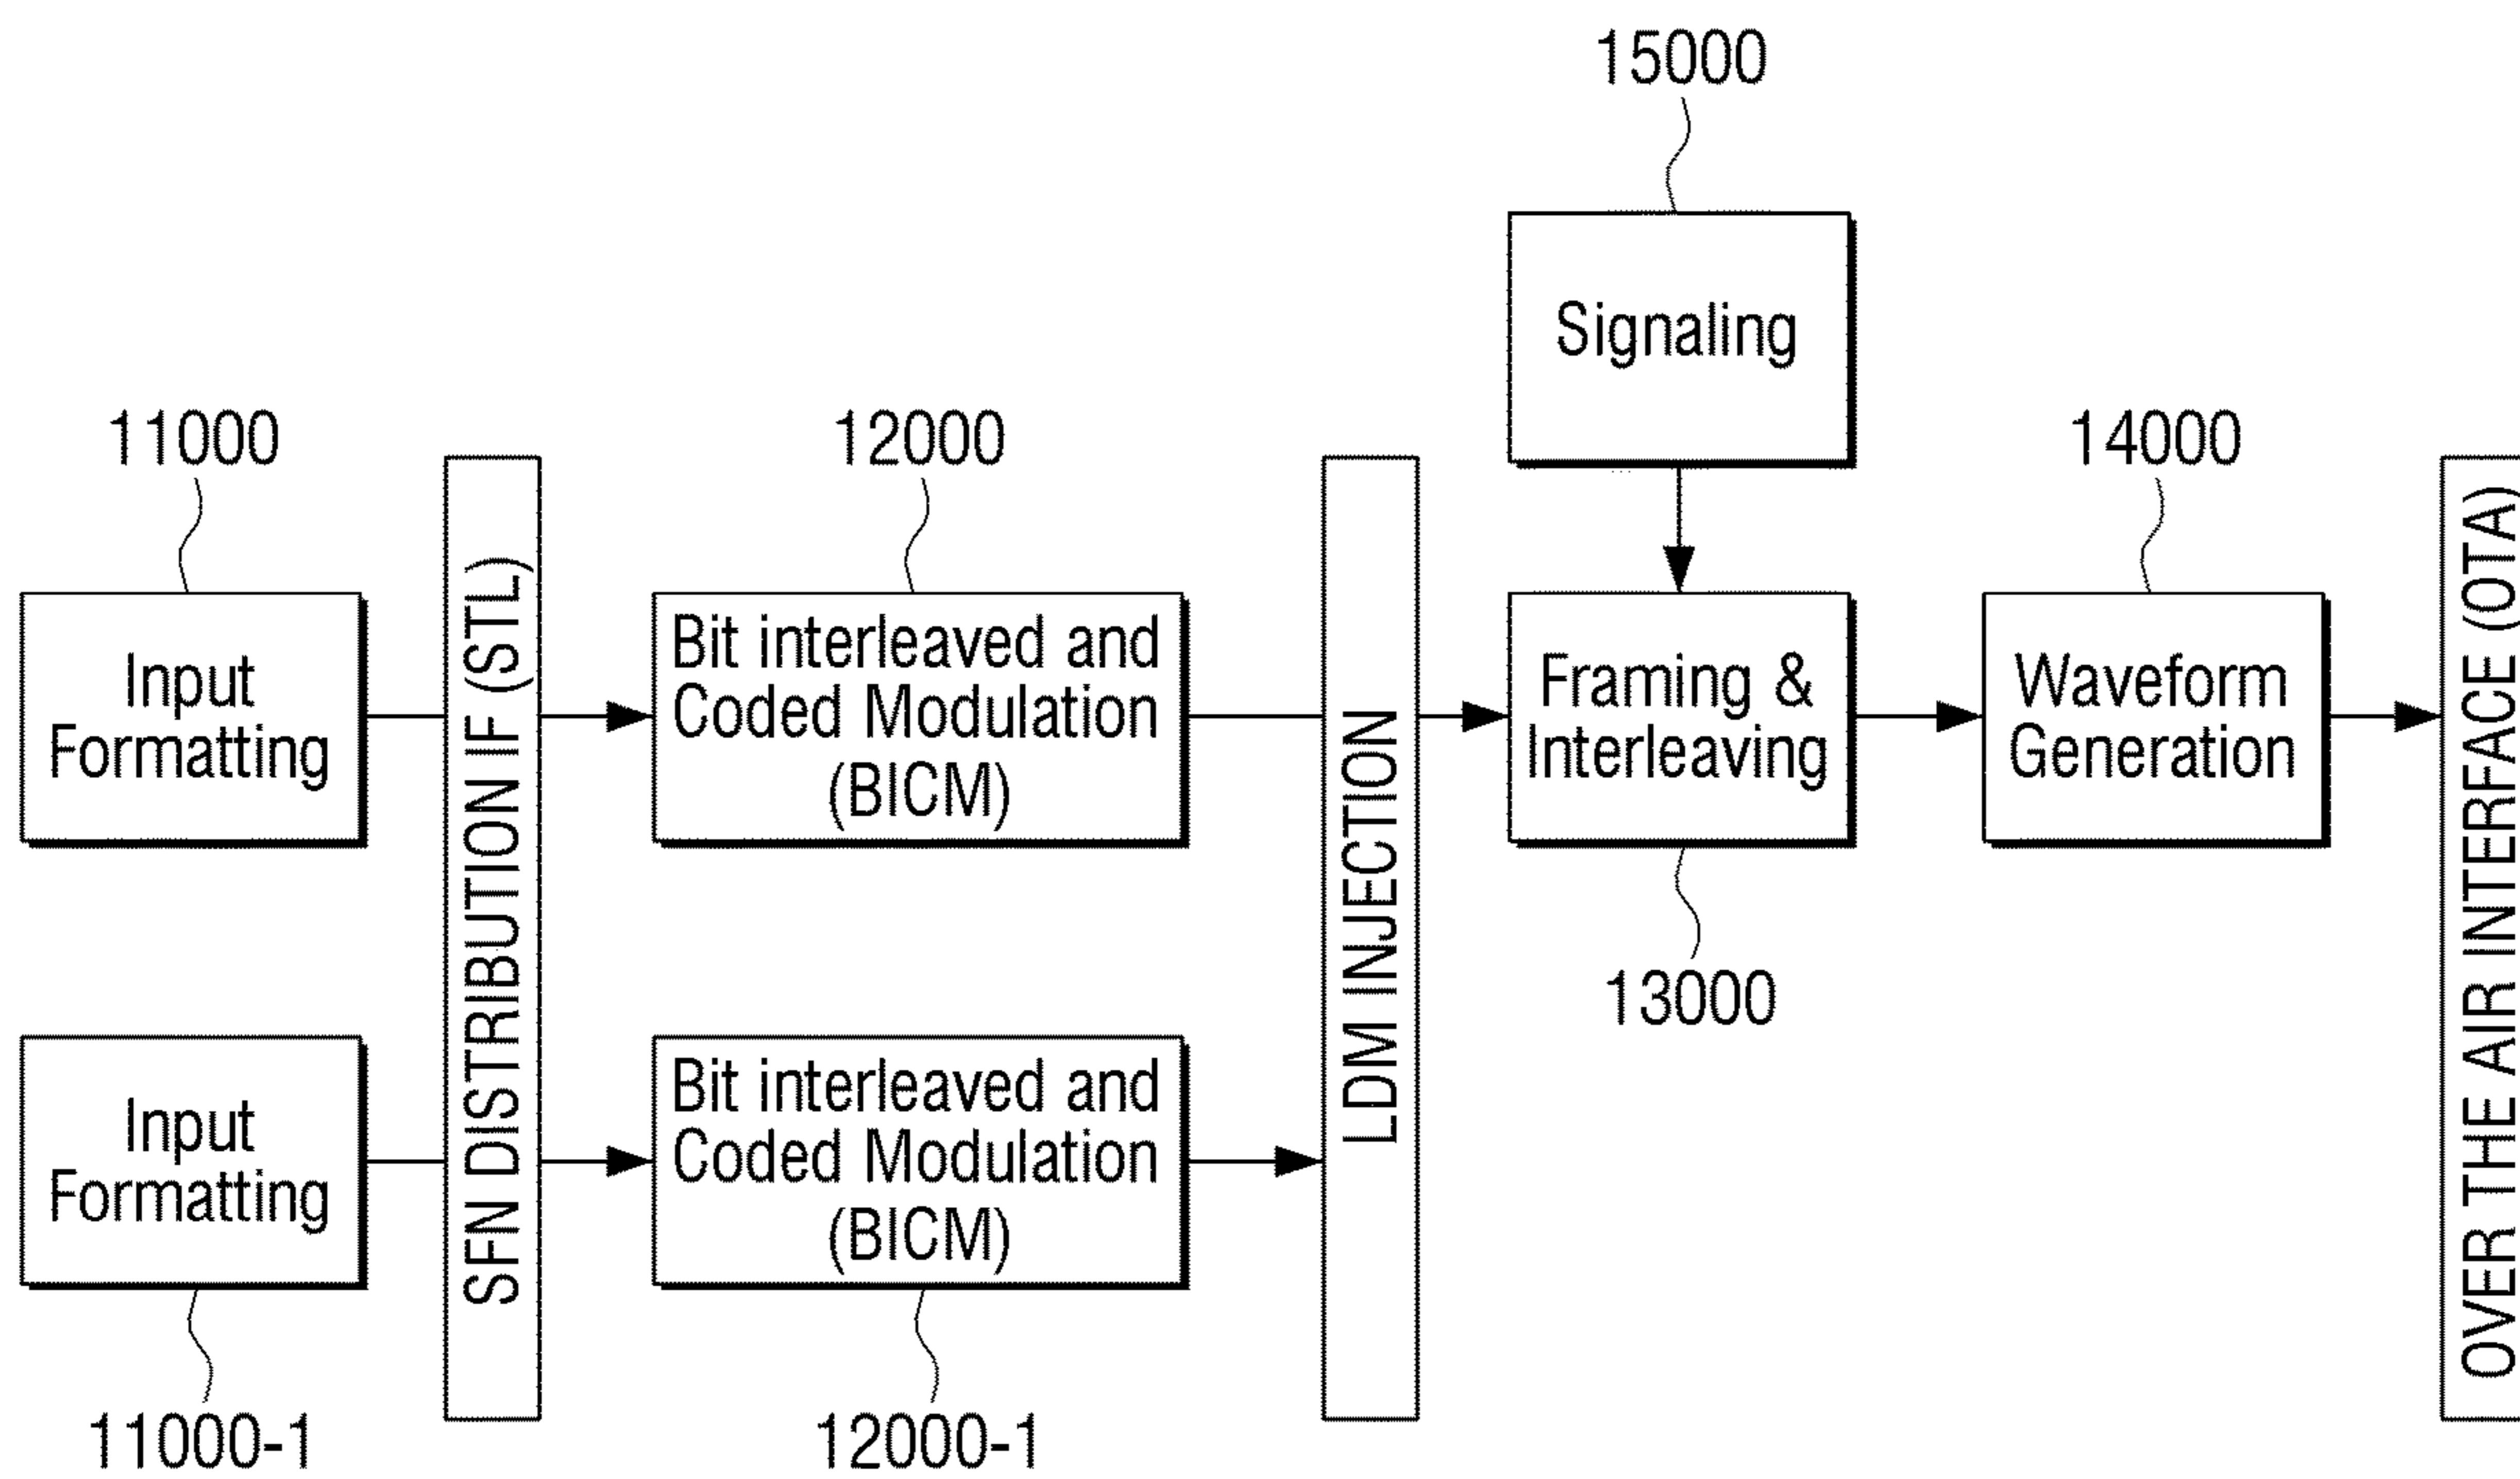 15000
Signaling
11000
12000
14000
Input
Formatting
SFN DISTRIBUTION IF (STL)
Bit interleaved and
Coded Modulation
(BICM)
LDM INJECTION
Framing &
Interleaving
Waveform
Generation
OVER THE AIR INTERFACE (OTA)
13000
Input
Formatting
Bit interleaved and
Coded Modulation
(BICM)
11000-1
12000-1